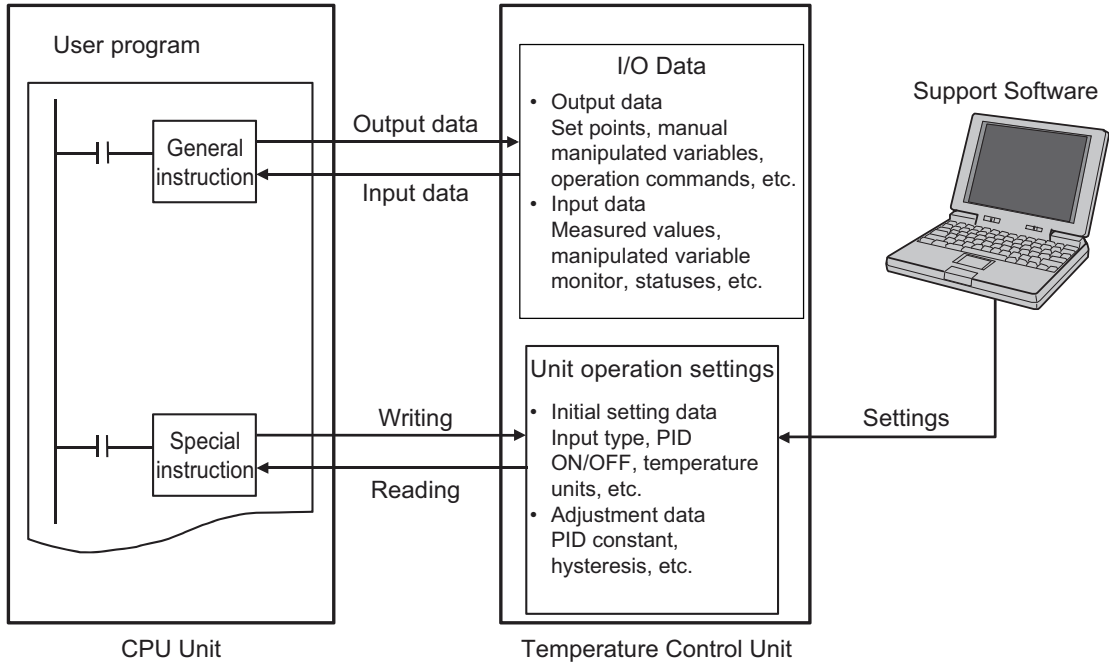 User program
General
instruction
Output data
Input data
I/O Data
• Output data
Set points, manual
manipulated variables,
operation commands, etc.
• Input data
Measured values,
manipulated variable
monitor, statuses, etc.
Support Software
Special
instruction
Writing
Reading
Unit operation settings
• Initial setting data
Input type, PID
ON/OFF, temperature
units, etc.
• Adjustment data
PID constant,
hysteresis, etc.
Settings
CPU Unit
Temperature Control Unit